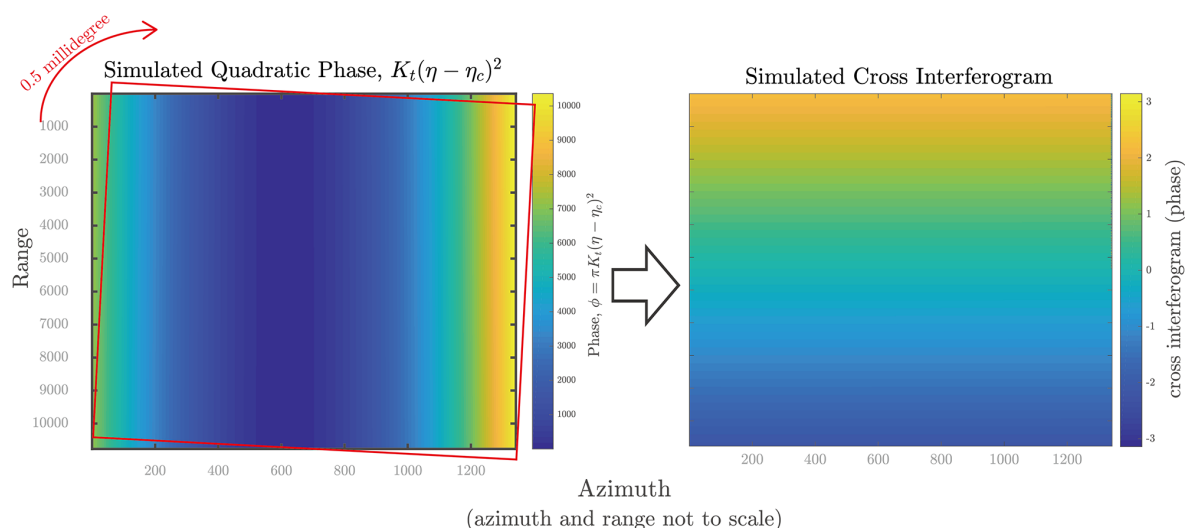 0.5 millidegree
Simulated Quadratic Phase, $K_t(\eta - \eta_c)^2$
Range
1000
2000
3000
4000
5000
6000
7000
8000
9000
10000
200 400 600 800 1000 1200
10000
9000
8000
7000
6000
5000
4000
3000
2000
1000
Phase, $\phi = \pi K_t(\eta - \eta_c)^2$
Simulated Cross Interferogram
200 400 600 800 1000 1200
3
2
1
0
-1
-2
-3
cross interferogram (phase)
Azimuth
(azimuth and range not to scale)